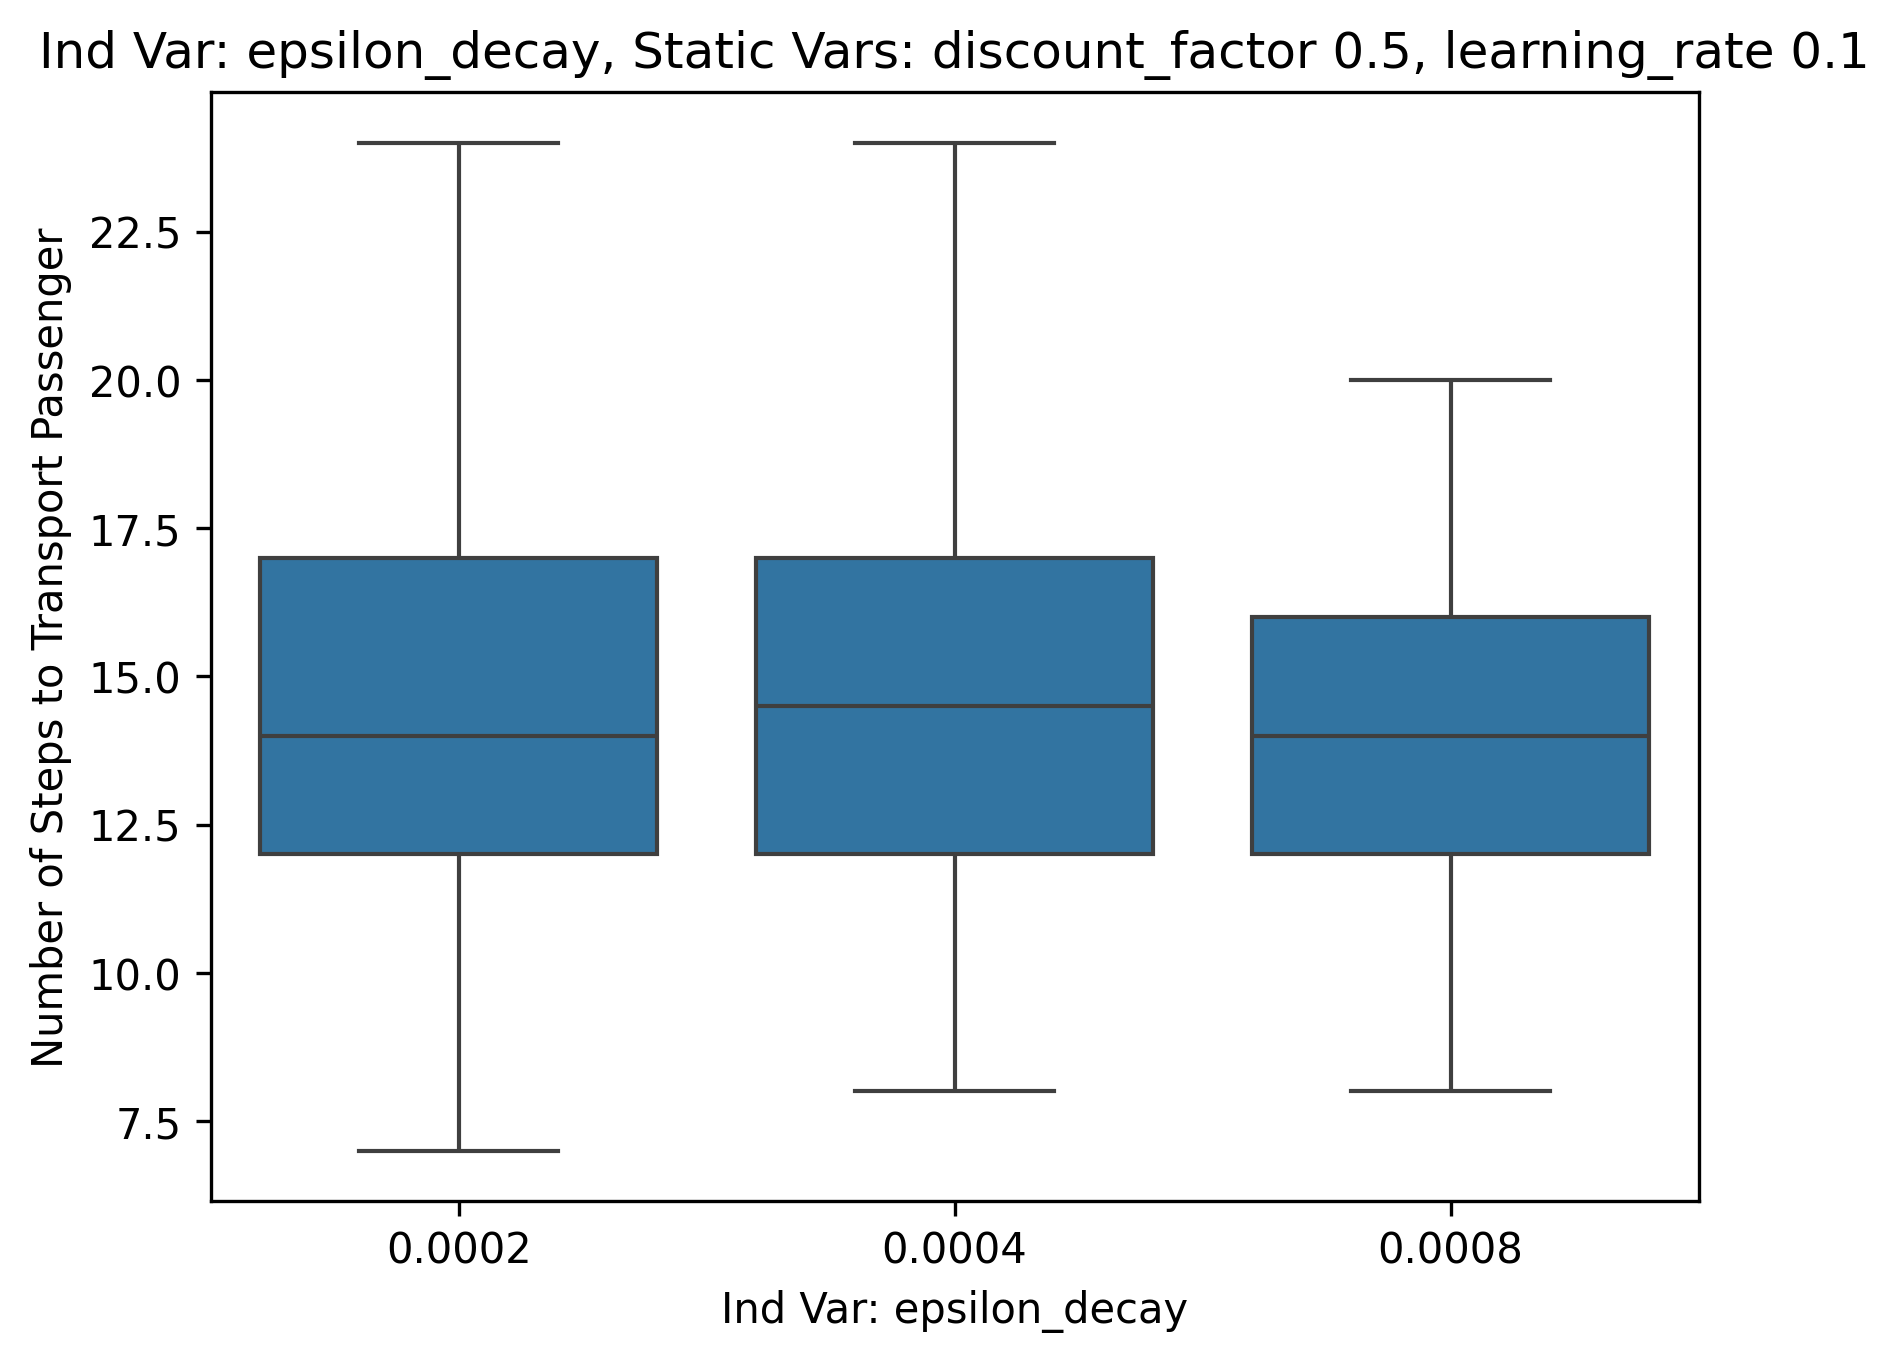 Ind Var: epsilon_decay, Static Vars: discount_factor 0.5, learning_rate 0.1
Number of Steps to Transport Passenger
22.5
20.0
17.5
15.0
12.5
10.0
7.5
0.0002 0.0004 0.0008
Ind Var: epsilon_decay